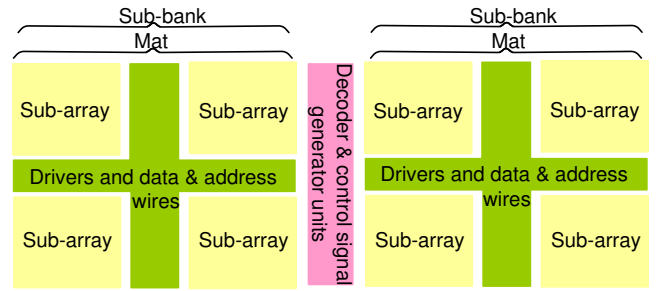 Sub-bank
Mat
Sub-array
Sub-array
Drivers and data & address
wires
Sub-array
Sub-array
Decoder & control signal
generator units
Sub-bank
Mat
Sub-array
Sub-array
Drivers and data & address
wires
Sub-array
Sub-array